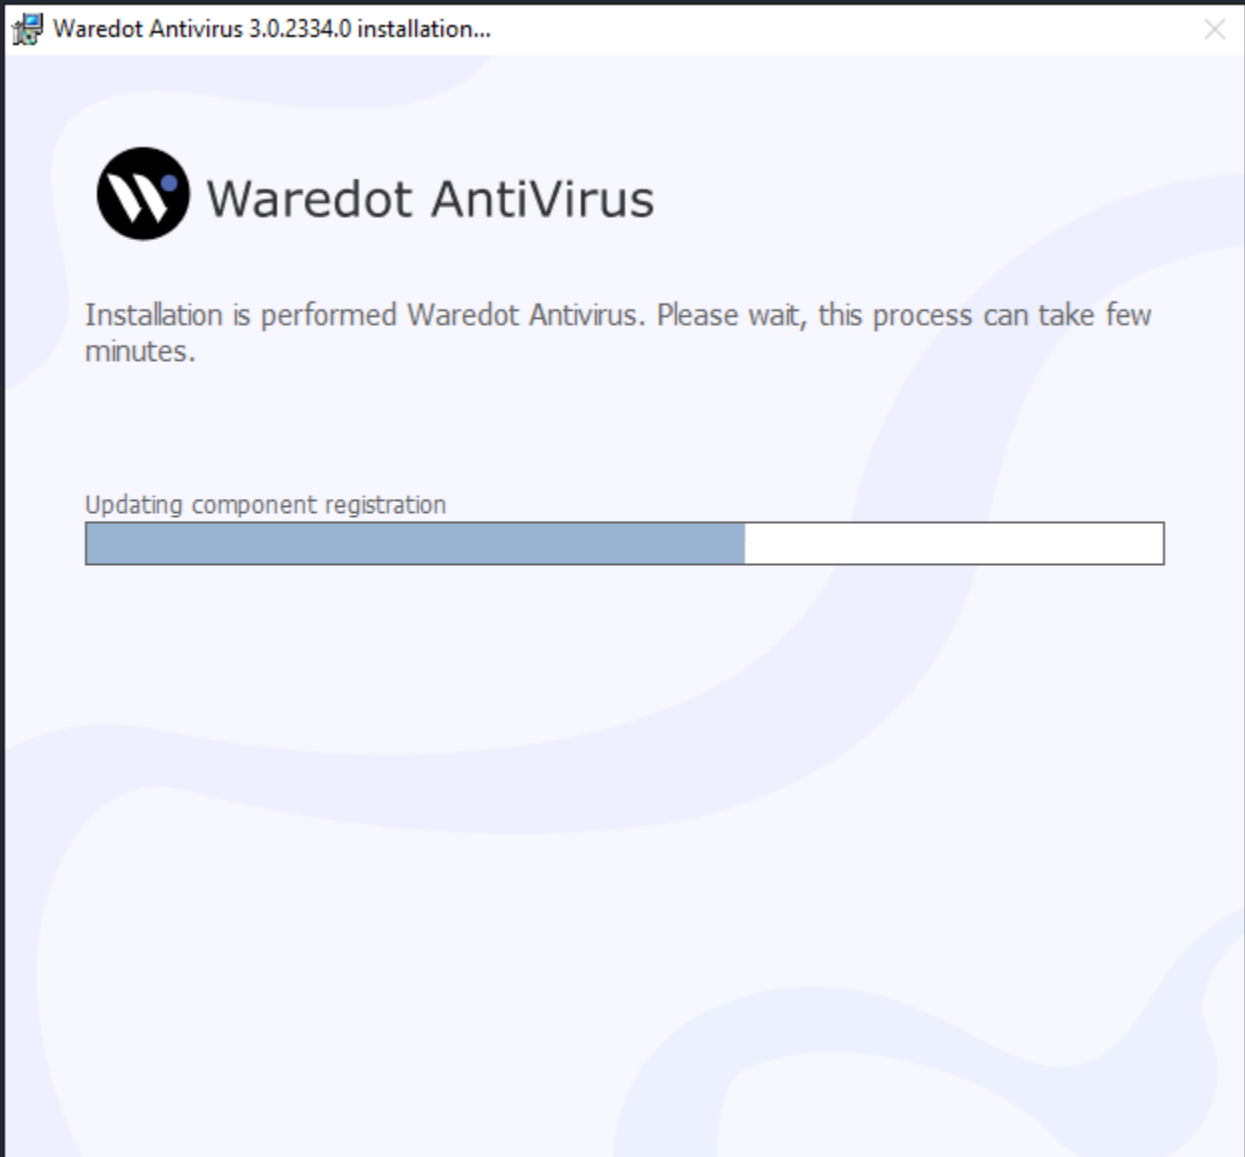 Waredot Antivirus 3.0.2334.0 installation...
Waredot AntiVirus
Installation is performed Waredot Antivirus. Please wait, this process can take few
minutes.
Updating component registration